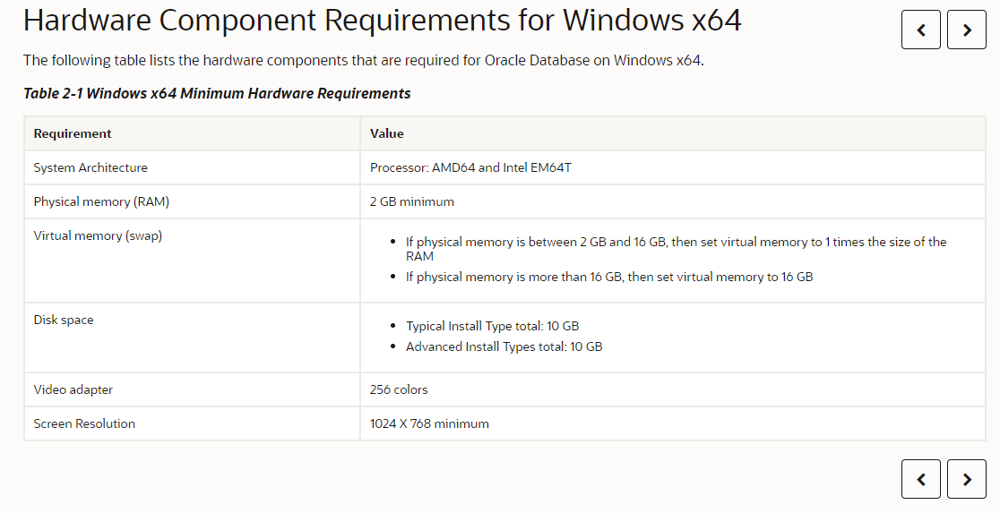 Hardware Component Requirements for Windows x64
The following table lists the hardware components that are required for Oracle Database on Windows x64.
Table 2-1 Windows x64 Minimum Hardware Requirements
Requirement Value
System Architecture Processor: AMD64 and Intel EM64T
Physical memory (RAM) 2 GB minimum
Virtual memory (swap)
• If physical memory is between 2 GB and 16 GB, then set virtual memory to 1 times the size of the
RAM
• If physical memory is more than 16 GB, then set virtual memory to 16 GB
Disk space
• Typical Install Type total: 10 GB
• Advanced Install Types total: 10 GB
Video adapter 256 colors
Screen Resolution 1024 X 768 minimum